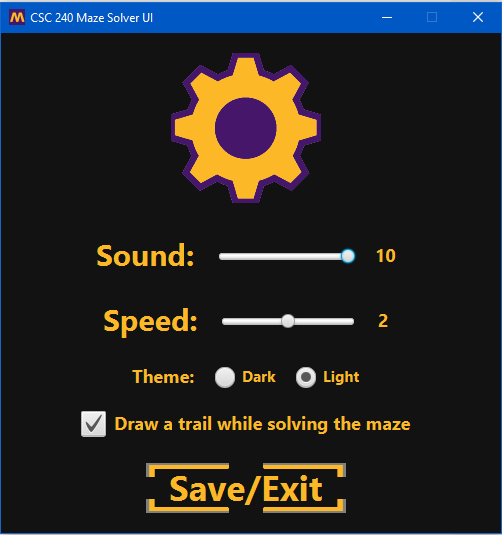 CSC 240 Maze Solver UI
Sound: 10
Speed: 2
Theme: Dark Light
Draw a trail while solving the maze
Save/Exit